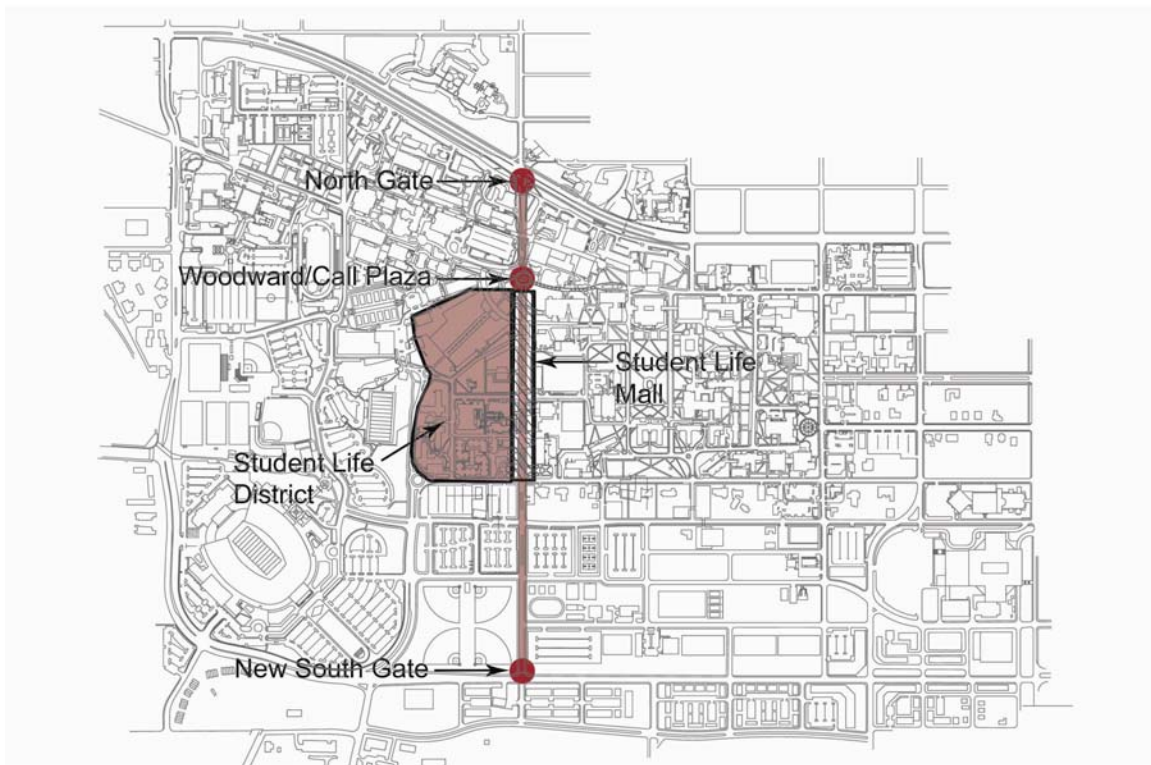 North Gate
Woodward/Call Plaza
Student Life
Mall
Student Life
District
New South Gate